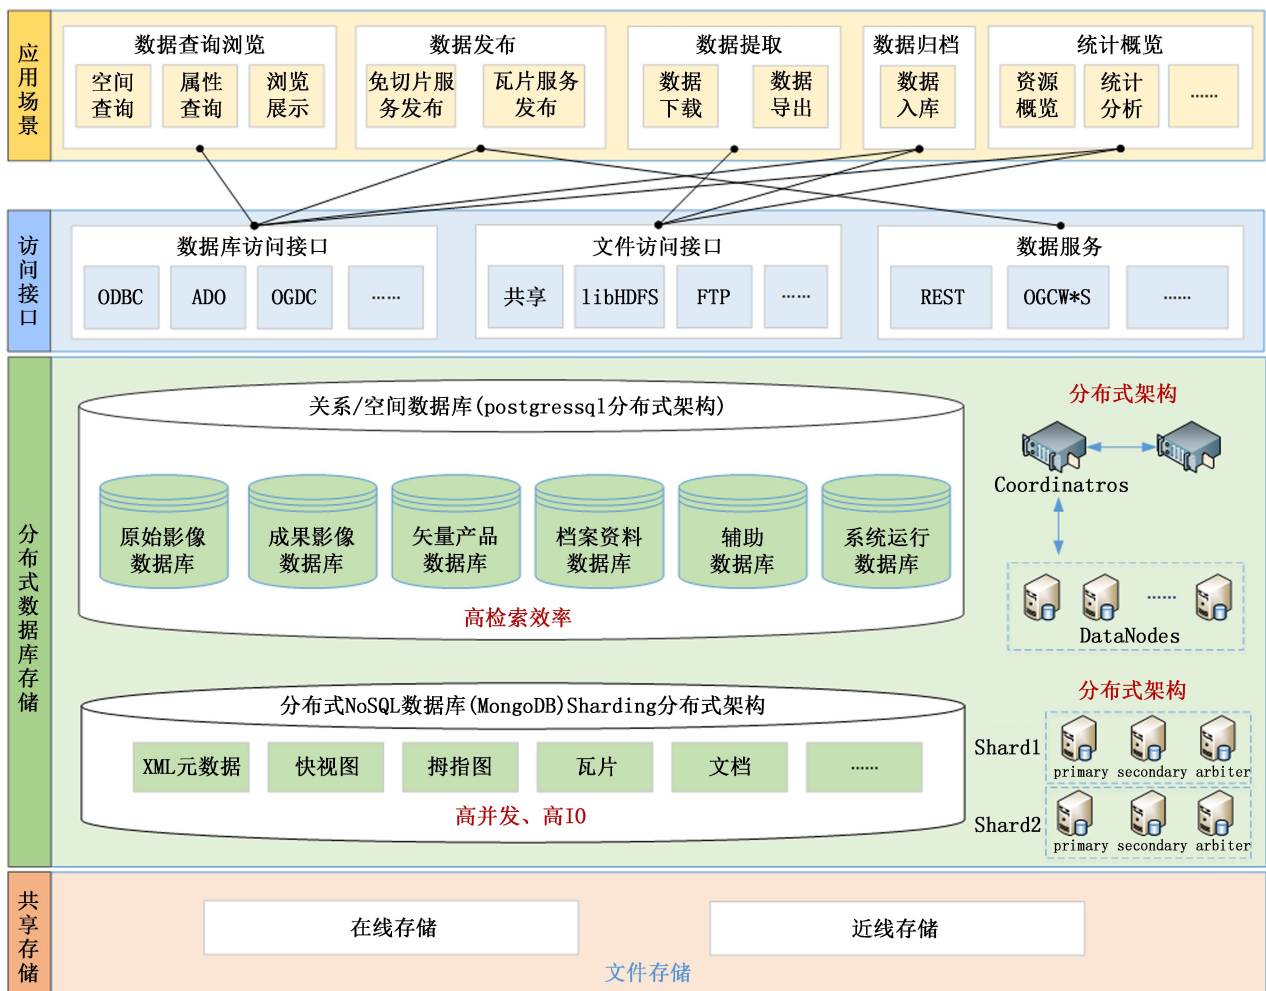 应用场景
数据查询浏览
空间
查询
属性
查询
浏览
展示
数据发布
免切片服
务发布
瓦片服务
发布
数据提取
数据
下载
数据
导出
数据归档
数据
入库
统计概览
资源
概览
统计
分析
……
访问接口
数据库访问接口
ODBC
ADO
OGDC
……
文件访问接口
共享
libHDFS
FTP
……
数据服务
REST
OGCW*S
……
分布式数据库存储
关系/空间数据库(postgressql分布式架构)
原始影像
数据库
成果影像
数据库
矢量产品
数据库
档案资料
数据库
辅助
数据库
系统运行
数据库
高检索效率
分布式架构
Coordinatros
……
DataNodes
分布式NoSQL数据库(MongoDB)Sharding分布式架构
XML元数据
快视图
拇指图
瓦片
文档
……
高并发、高IO
分布式架构
Shard1
primary secondary arbiter
Shard2
primary secondary arbiter
共享存储
在线存储
近线存储
文件存储